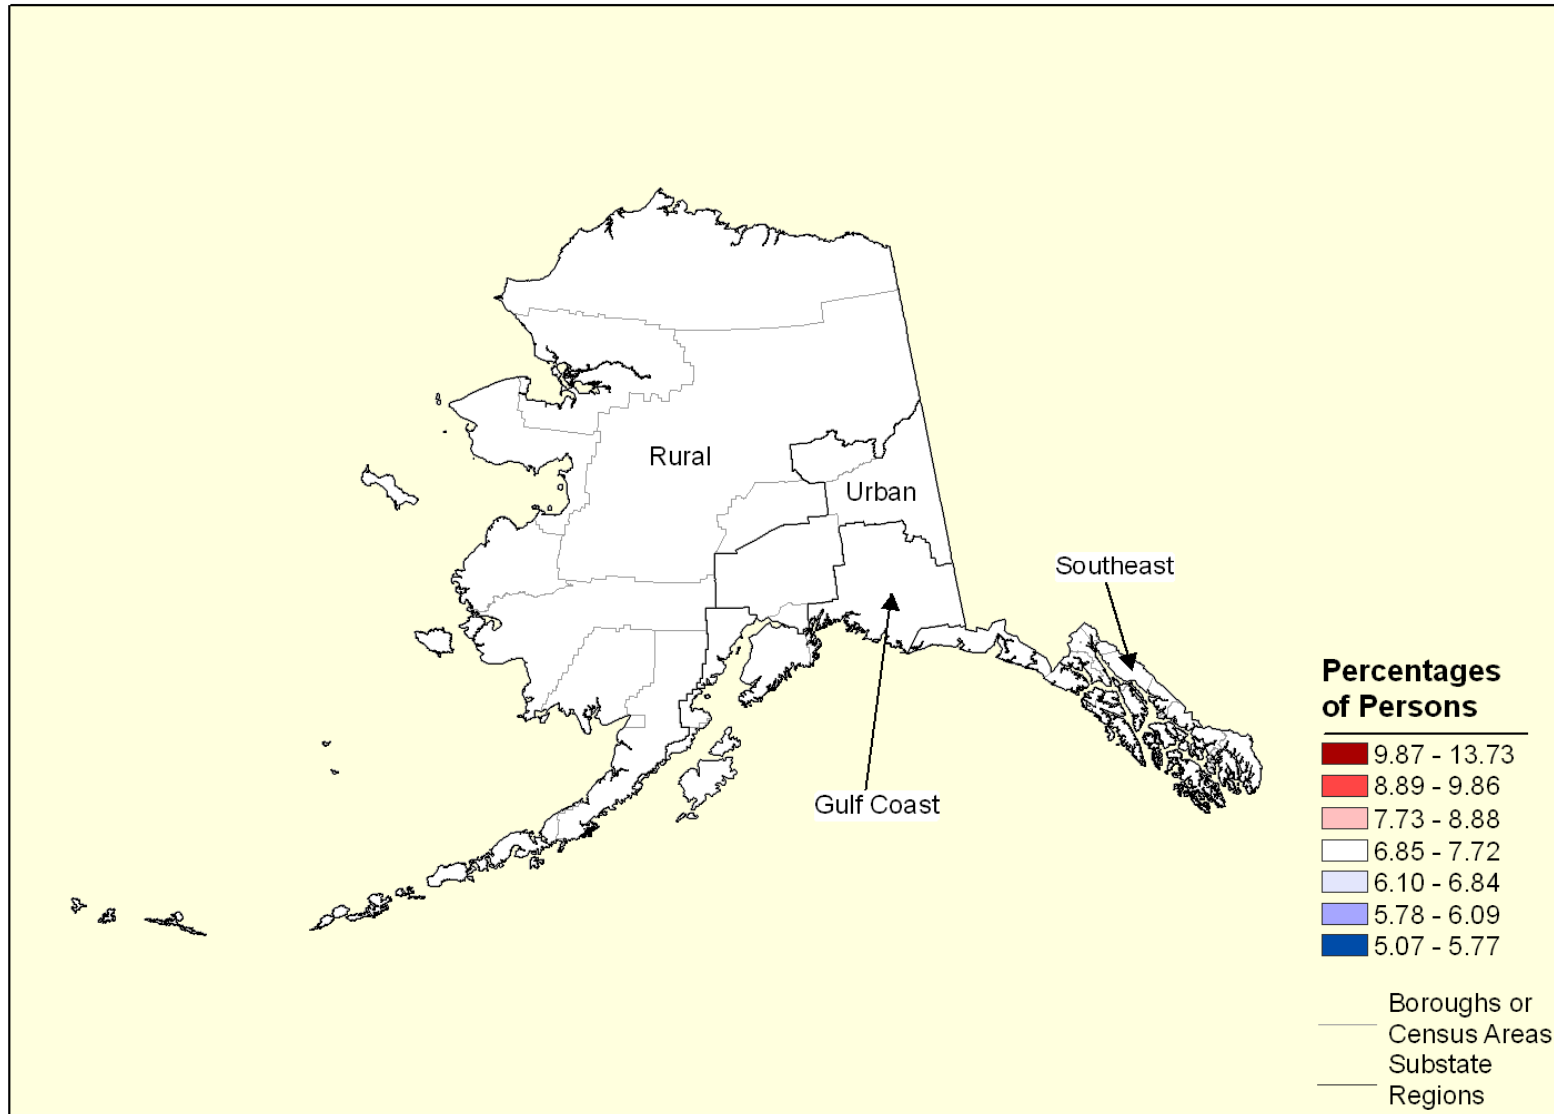 Rural
Urban
Southeast
Gulf Coast
Percentages
of Persons
9.87 - 13.73
8.89 - 9.86
7.73 - 8.88
6.85 - 7.72
6.10 - 6.84
5.78 - 6.09
5.07 - 5.77
Boroughs or
Census Areas
Substate
Regions